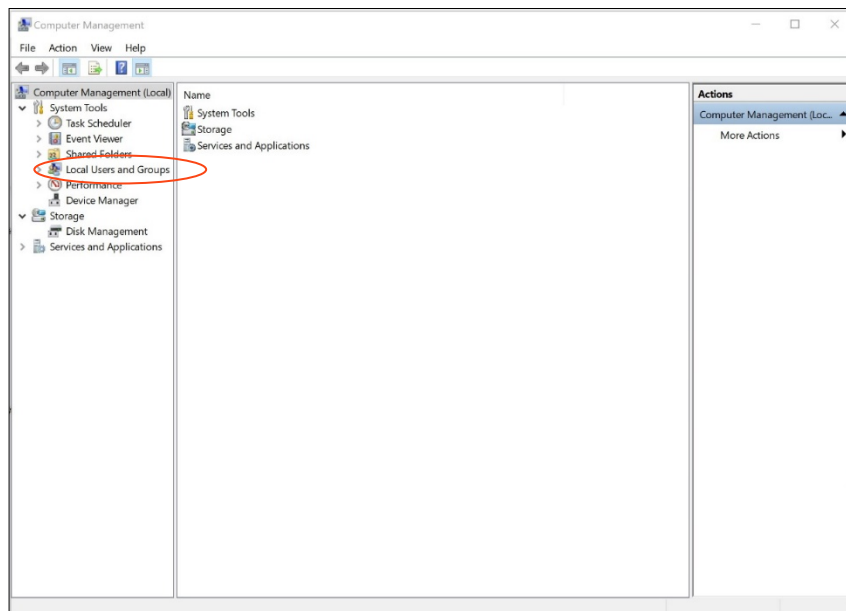 Computer Management
File Action View Help
Computer Management (Local)
System Tools
Task Scheduler
Event Viewer
Shared Folders
Local Users and Groups
Performance
Device Manager
Storage
Disk Management
Services and Applications
Name
System Tools
Storage
Services and Applications
Actions
Computer Management (Loc...
More Actions